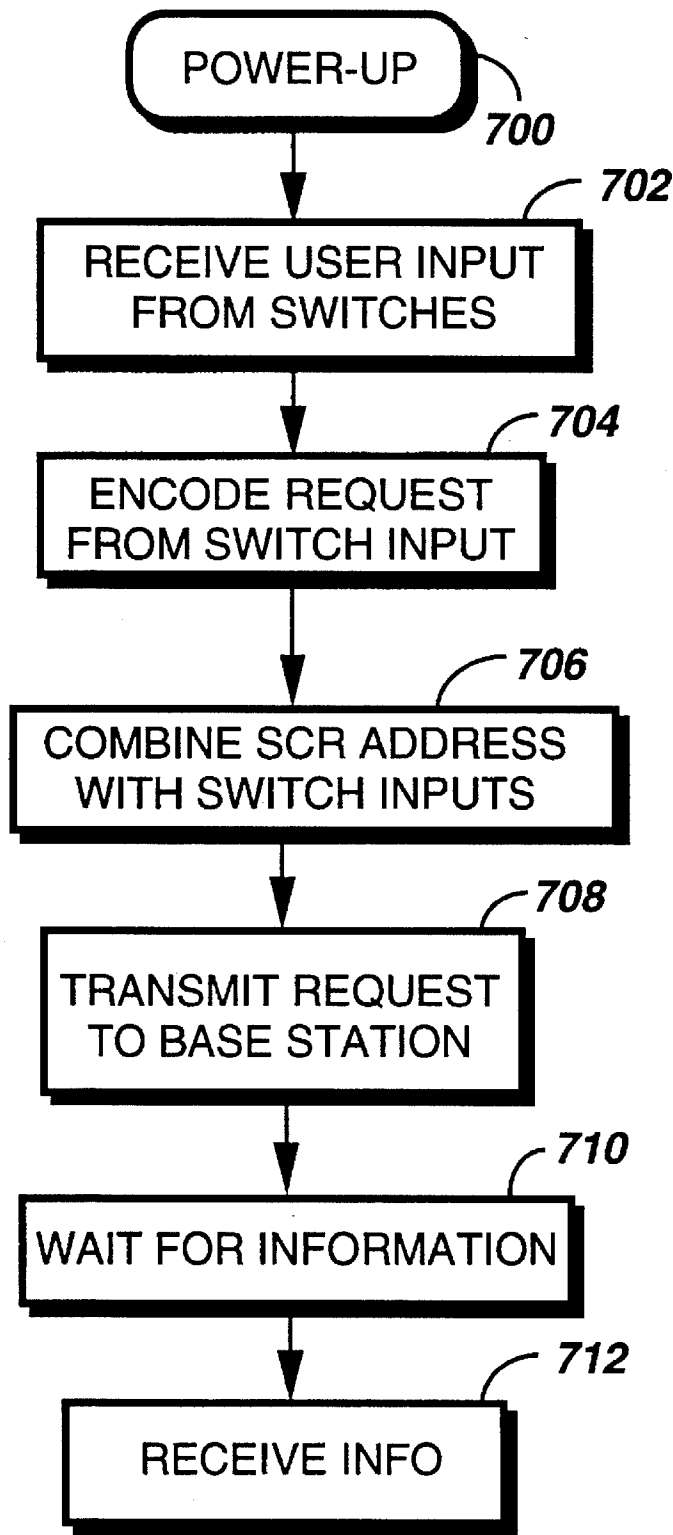 POWER-UP
700
702
RECEIVE USER INPUT
FROM SWITCHES
704
ENCODE REQUEST
FROM SWITCH INPUT
706
COMBINE SCR ADDRESS
WITH SWITCH INPUTS
708
TRANSMIT REQUEST
TO BASE STATION
710
WAIT FOR INFORMATION
712
RECEIVE INFO